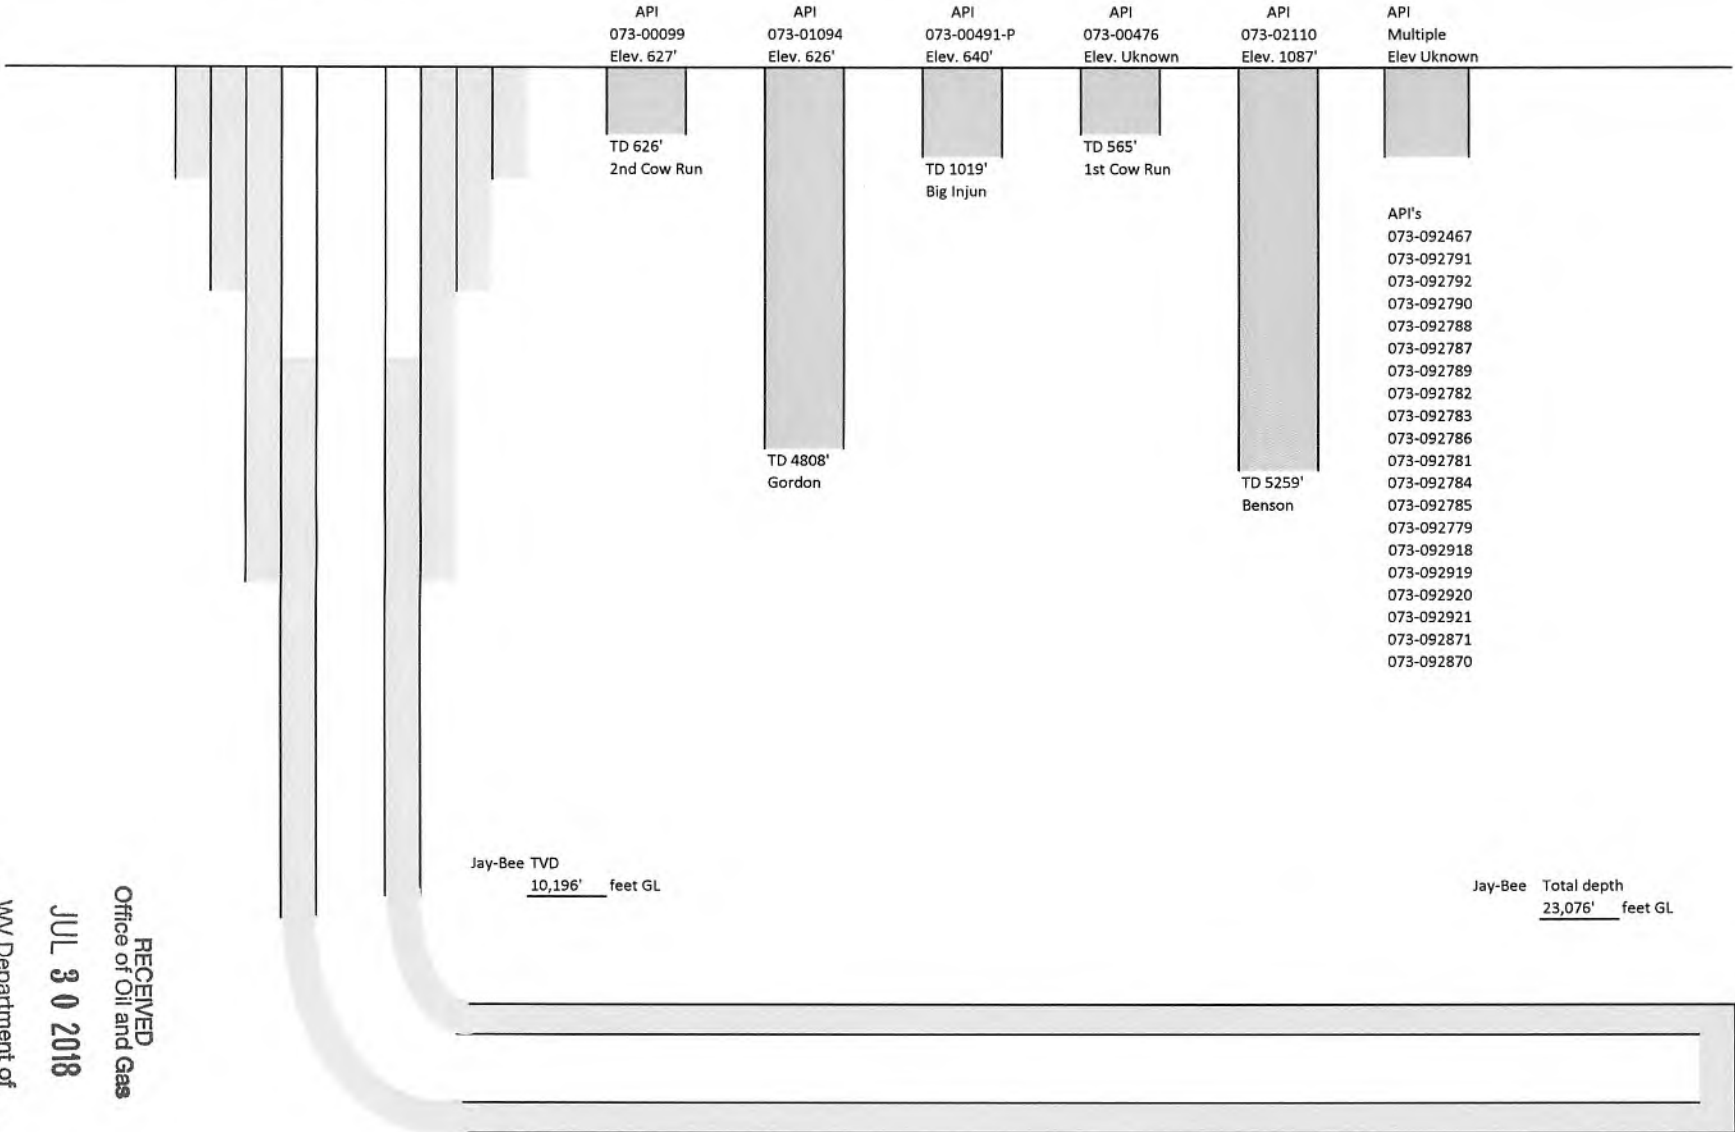 API
073-00099
Elev. 627'
TD 626'
2nd Cow Run
API
073-01094
Elev. 626'
TD 4808'
Gordon
API
073-00491-P
Elev. 640'
TD 1019'
Big Injun
API
073-00476
Elev. Uknown
TD 565'
1st Cow Run
API
073-02110
Elev. 1087'
TD 5259'
Benson
API
Multiple
Elev Uknown
API's
073-092467
073-092791
073-092792
073-092790
073-092788
073-092787
073-092789
073-092782
073-092783
073-092786
073-092781
073-092784
073-092785
073-092779
073-092918
073-092919
073-092920
073-092921
073-092871
073-092870
Jay-Bee TVD
10,196' feet GL
Jay-Bee Total depth
23,076' feet GL
RECEIVED
Office of Oil and Gas
JUL 30 2018
WV Department of